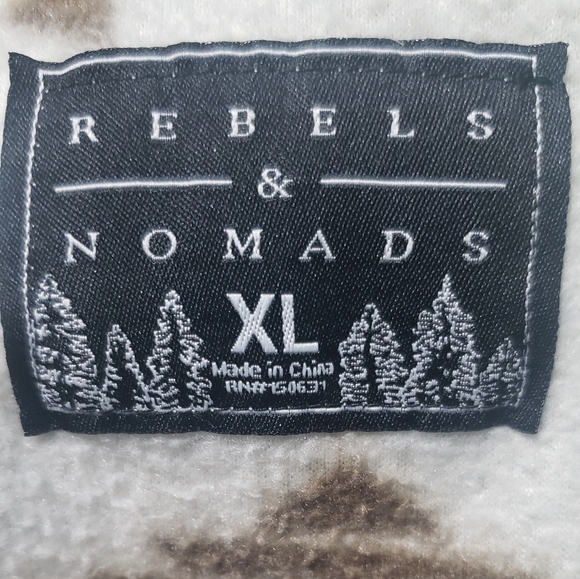 REBELS
&
NOMADS
XL
Made in China
RN#150631